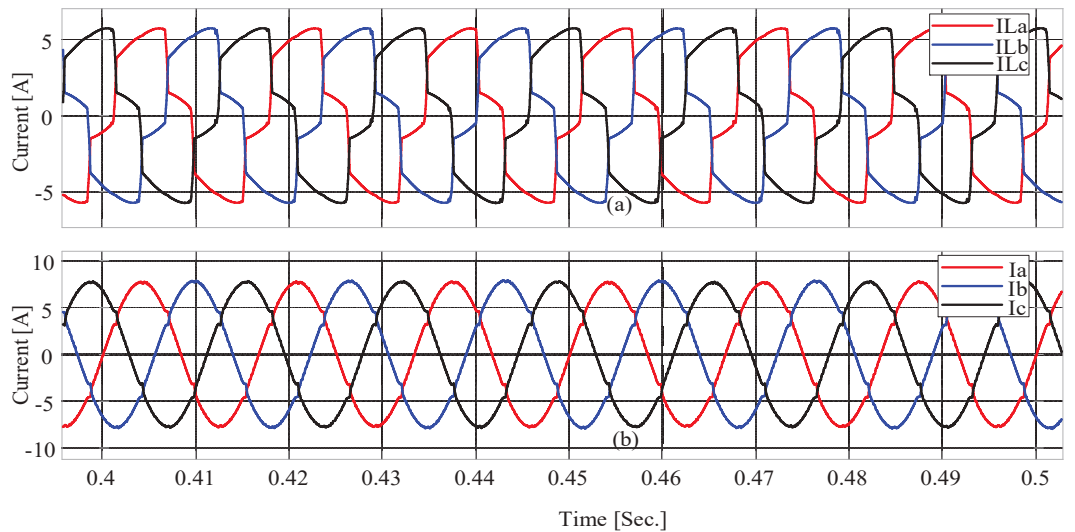 5
0
-5
Current [A]
ILa
ILb
ILc
(a)
10
5
0
-5
-10
Current [A]
Ia
Ib
Ic
(b)
0.4 0.41 0.42 0.43 0.44 0.45 0.46 0.47 0.48 0.49 0.5
Time [Sec.]